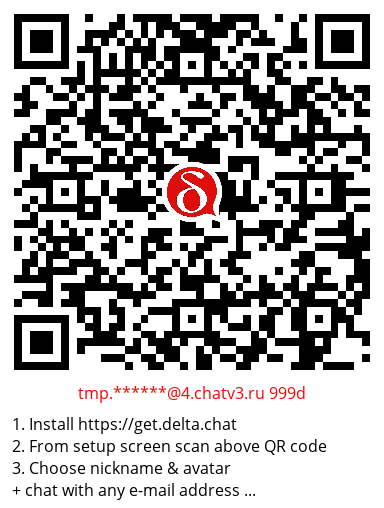 δ
tmp.******@4.chatv3.ru 999d
1. Install https://get.delta.chat
2. From setup screen scan above QR code
3. Choose nickname & avatar
+ chat with any e-mail address ...